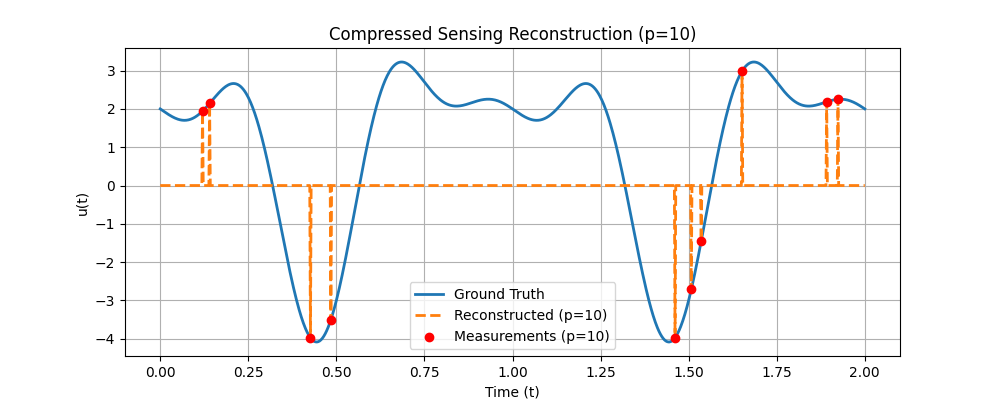 Compressed Sensing Reconstruction (p=10)
u(t)
3
2
1
0
−1
−2
−3
−4
Ground Truth
Reconstructed (p=10)
Measurements (p=10)
0.00 0.25 0.50 0.75 1.00 1.25 1.50 1.75 2.00
Time (t)